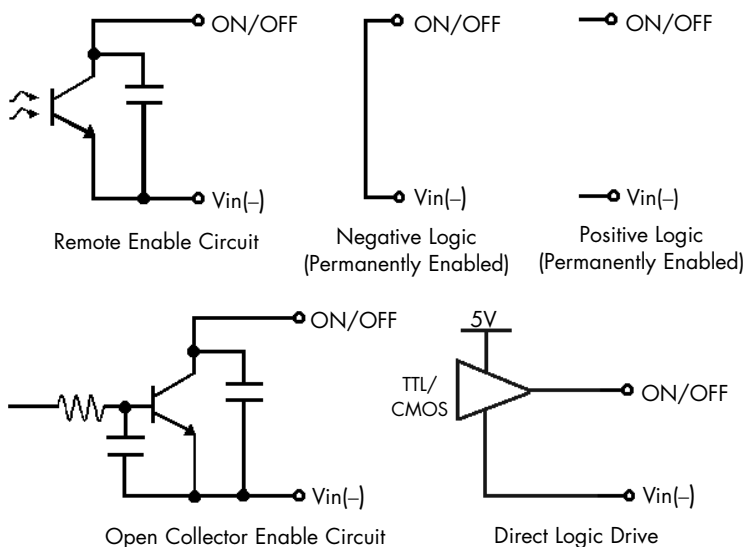 ON/OFF
Vin(–)
Remote Enable Circuit
ON/OFF
Vin(–)
Negative Logic
(Permanently Enabled)
ON/OFF
Vin(–)
Positive Logic
(Permanently Enabled)
ON/OFF
Vin(–)
Open Collector Enable Circuit
5V
TTL/
CMOS
ON/OFF
Vin(–)
Direct Logic Drive